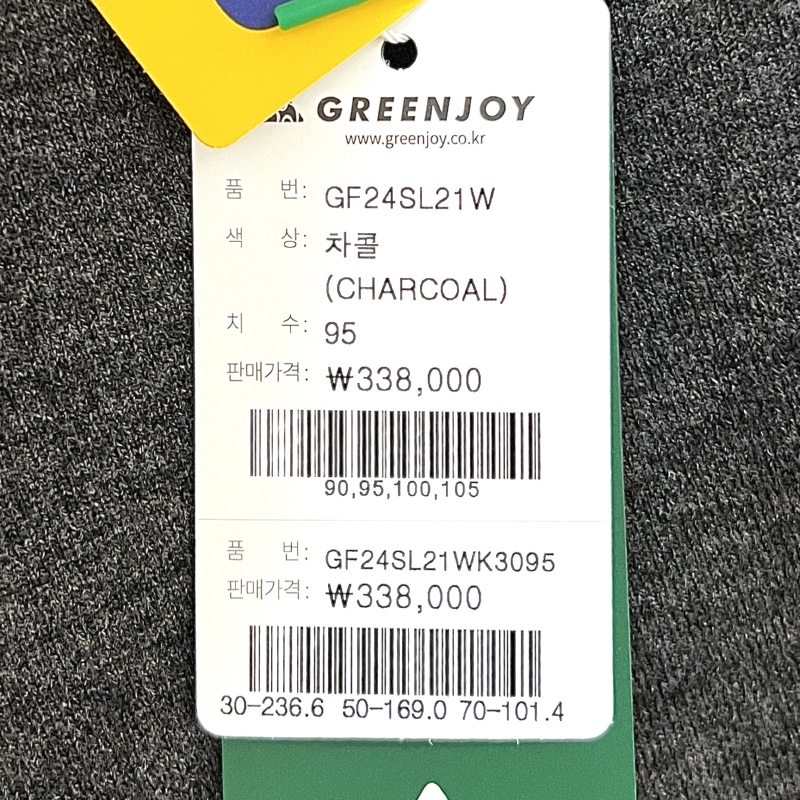 GREENJOY
www.greenjoy.co.kr
품 번: GF24SL21W
색 상: 차콜
(CHARCOAL)
치 수: 95
판매가격: ₩338,000
90,95,100,105
품 번: GF24SL21WK3095
판매가격: ₩338,000
30-236.6 50-169.0 70-101.4